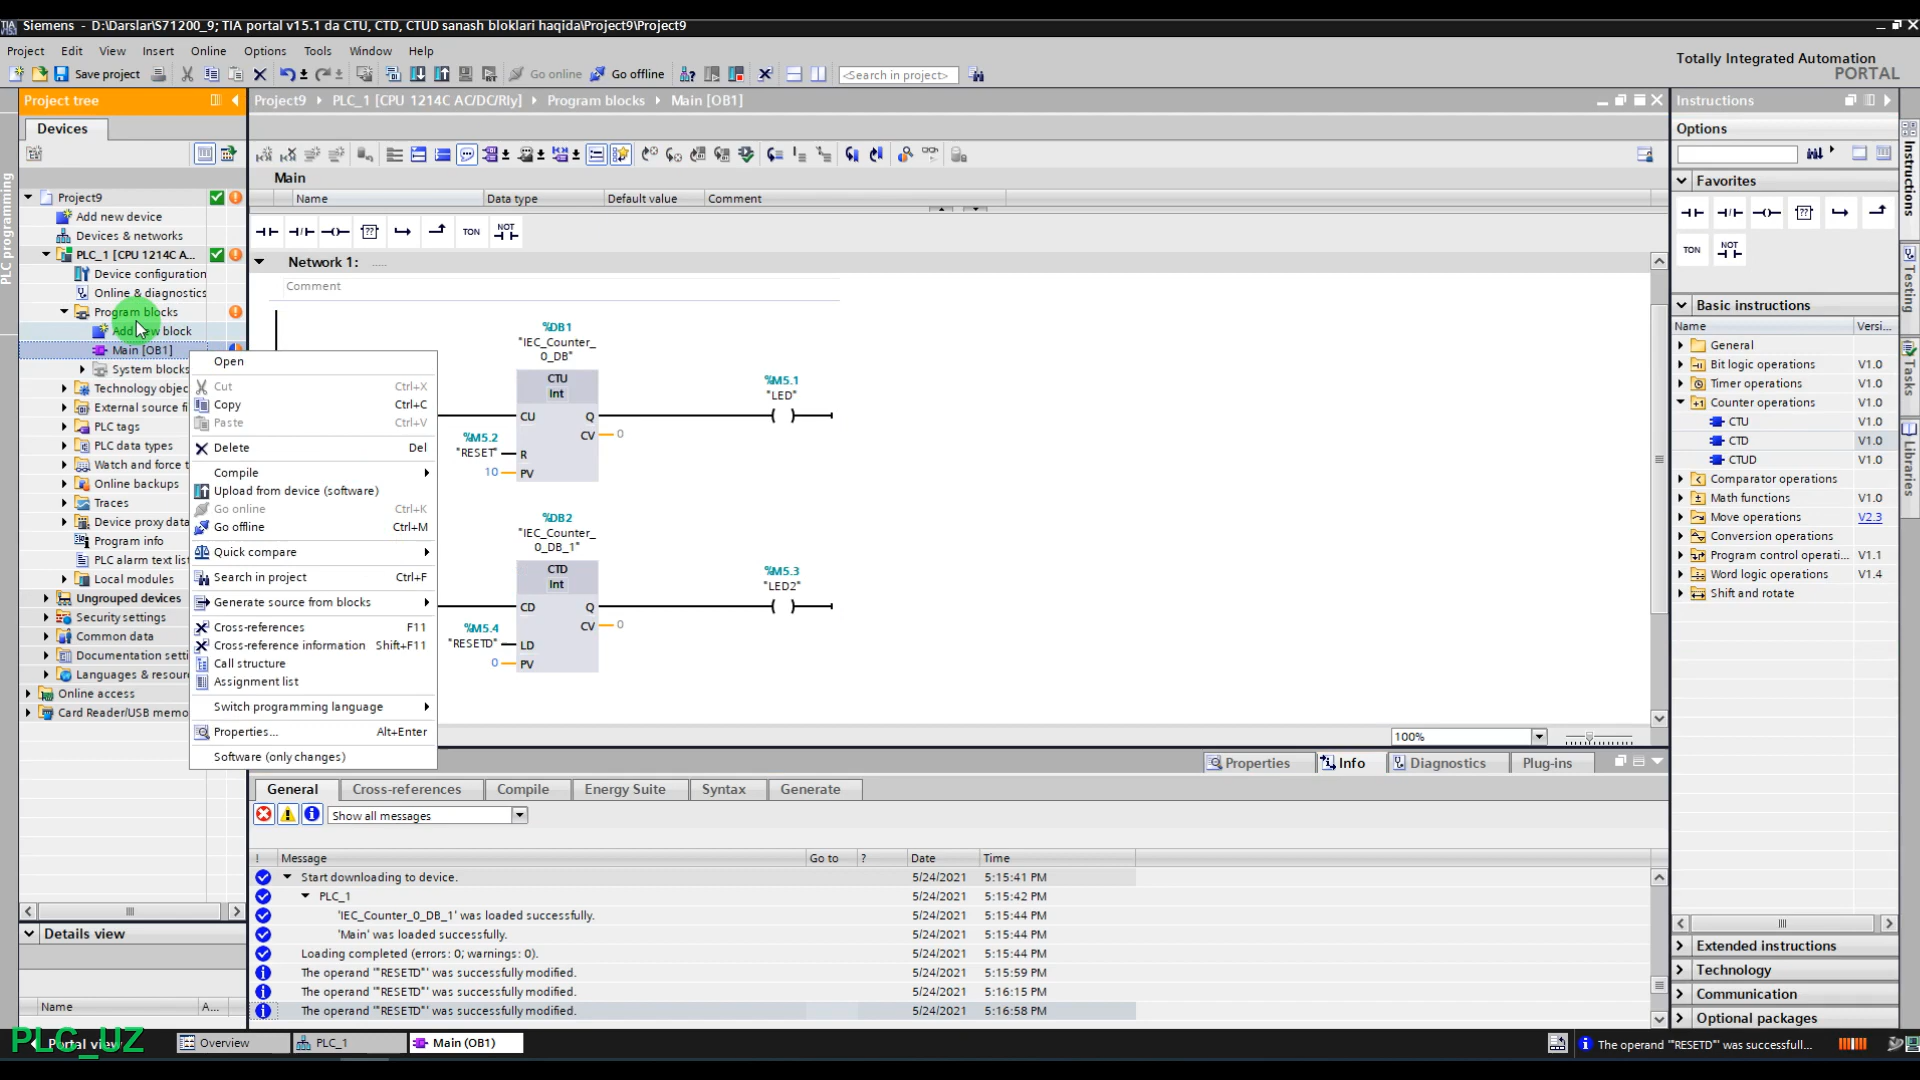 Siemens - D:\Darslar\S71200_9; TIA portal v15.1 da CTU, CTD, CTUD sanash bloklari haqida\Project9\Project9
Project Edit View Insert Online Options Tools Window Help
Totally Integrated Automation
PORTAL
Save project Go online Go offline <Search in project>
Project tree
Project9 PLC_1 [CPU 1214C AC/DC/Rly] Program blocks Main [OB1]
Instructions
Devices
Options
PLC programming
Main
Name Data type Default value Comment
Favorites
TON NOT
TON NOT
Project9
Add new device
Devices & networks
PLC_1 [CPU 1214C A...
Device configuration
Online & diagnostics
Program blocks
Add new block
Main [OB1]
System blocks
Technology objec
External source fi
PLC tags
PLC data types
Watch and force t
Online backups
Traces
Device proxy data
Program info
PLC alarm text list
Local modules
Ungrouped devices
Security settings
Common data
Documentation setti
Languages & resour
Online access
Card Reader/USB memo
Open
Cut Ctrl+X
Copy Ctrl+C
Paste Ctrl+V
Delete Del
Compile
Upload from device (software)
Go online Ctrl+K
Go offline Ctrl+M
Quick compare
Search in project Ctrl+F
Generate source from blocks
Cross-references F11
Cross-reference information Shift+F11
Call structure
Assignment list
Switch programming language
Properties... Alt+Enter
Software (only changes)
Network 1: .....
Comment
%DB1
"IEC_Counter_
0_DB"
CTU
Int
CU Q
CV 0
%M5.1
"LED"
%M5.2
"RESET" R
10 PV
%DB2
"IEC_Counter_
0_DB_1"
CTD
Int
CD Q
CV 0
%M5.3
"LED2"
%M5.4
"RESETD" LD
0 PV
100%
Basic instructions
Name Versi...
General
Bit logic operations V1.0
Timer operations V1.0
Counter operations V1.0
CTU V1.0
CTD V1.0
CTUD V1.0
Comparator operations
Math functions V1.0
Move operations V2.3
Conversion operations
Program control operati... V1.1
Word logic operations V1.4
Shift and rotate
Extended instructions
Technology
Communication
Optional packages
Instructions
Testing
Tasks
Libraries
Properties Info Diagnostics Plug-ins
General Cross-references Compile Energy Suite Syntax Generate
Show all messages
! Message Go to ? Date Time
Start downloading to device. 5/24/2021 5:15:41 PM
PLC_1 5/24/2021 5:15:42 PM
'IEC_Counter_0_DB_1' was loaded successfully. 5/24/2021 5:15:44 PM
'Main' was loaded successfully. 5/24/2021 5:15:44 PM
Loading completed (errors: 0; warnings: 0). 5/24/2021 5:15:44 PM
The operand '"RESETD"' was successfully modified. 5/24/2021 5:15:59 PM
The operand '"RESETD"' was successfully modified. 5/24/2021 5:16:15 PM
The operand '"RESETD"' was successfully modified. 5/24/2021 5:16:58 PM
Details view
Name A...
PLC_UZ
Portal view Overview PLC_1 Main (OB1) The operand '"RESETD"' was successfull...